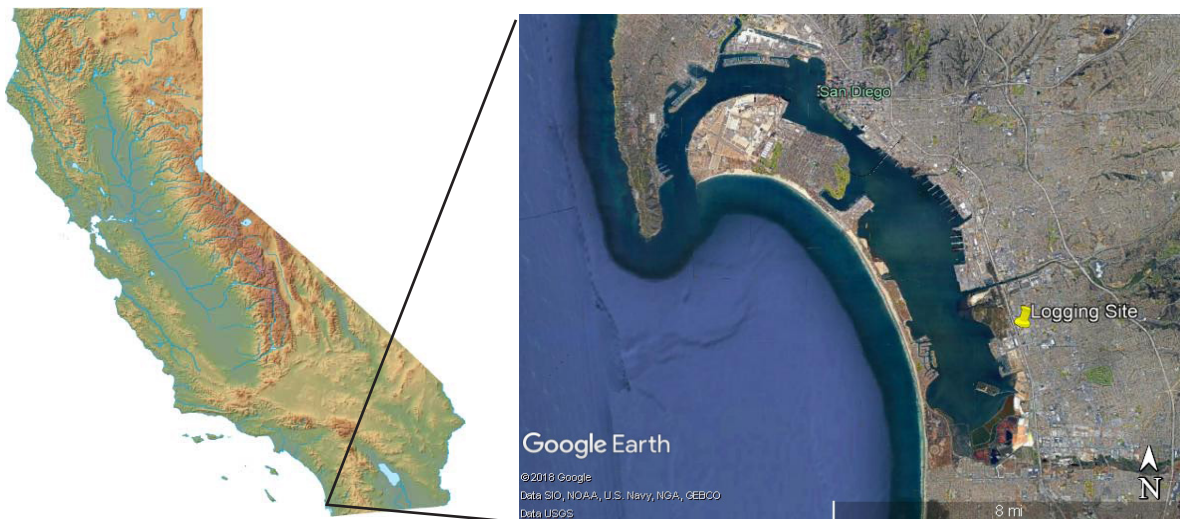 San Diego
Logging Site
Google Earth
©2018 Google
Data SIO, NOAA, U.S. Navy, NGA, GEBCO
Data USGS
8 mi
N